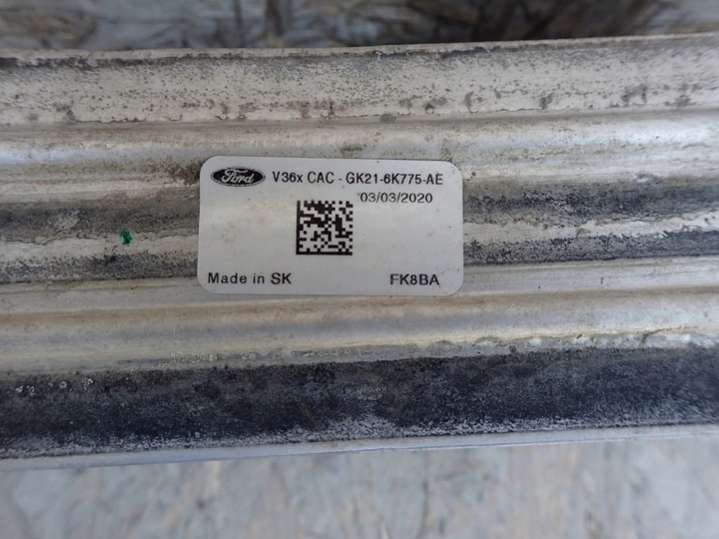 Ford V36x CAC - GK21-6K775-AE
03/03/2020
Made in SK FK8BA